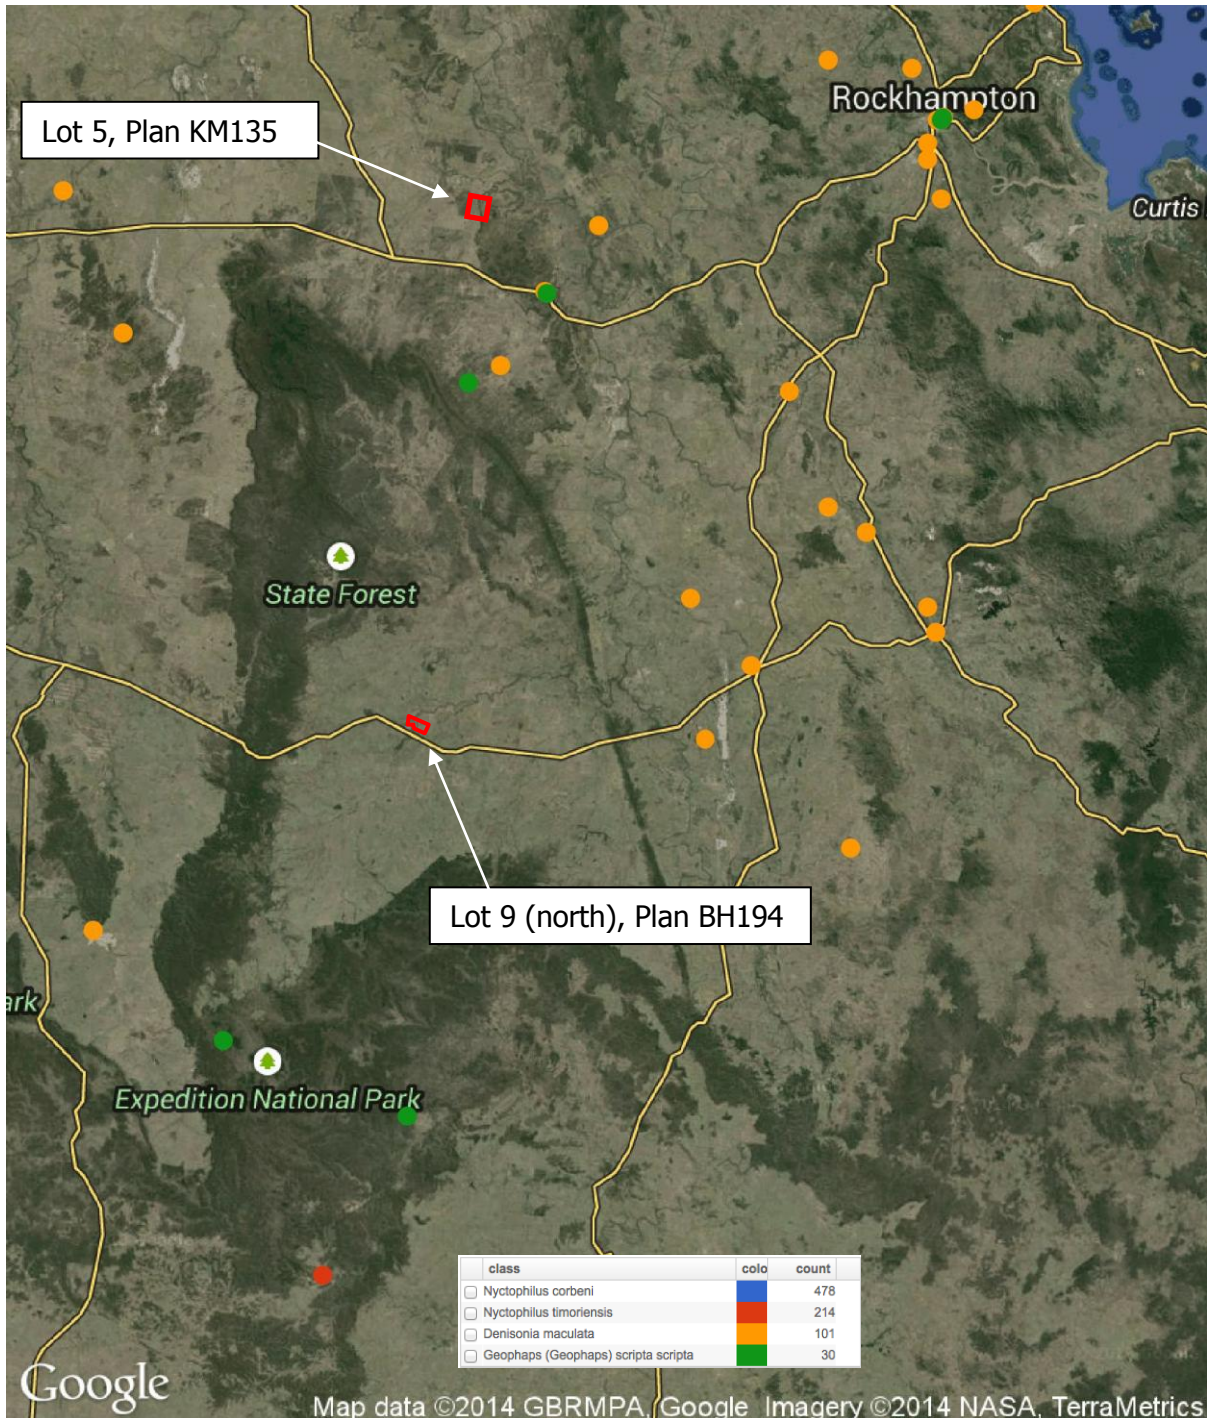 Rockhampton
Lot 5, Plan KM135
Curtis
State Forest
Lot 9 (north), Plan BH194
ark
Expedition National Park
class colo count
Nyctophilus corbeni 478
Nyctophilus timoriensis 214
Denisonia maculata 101
Geophaps (Geophaps) scripta scripta 30
Google
Map data ©2014 GBRMPA, Google Imagery ©2014 NASA, TerraMetrics